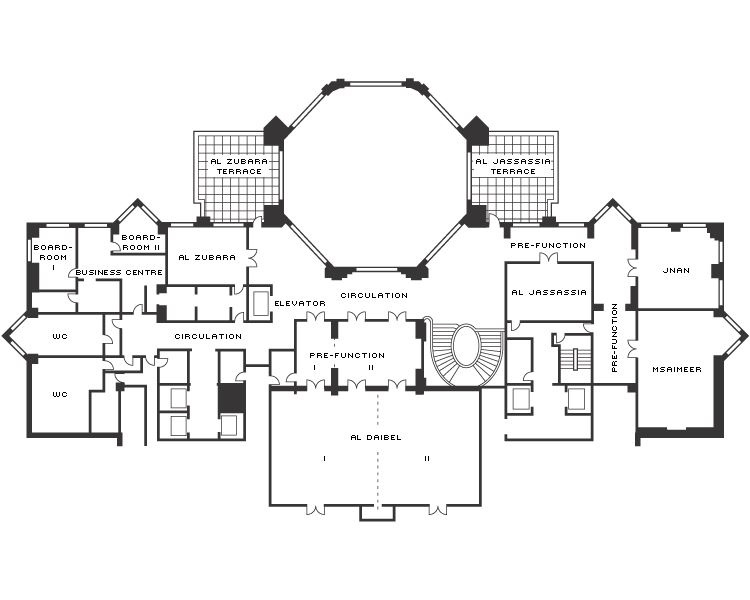 AL ZUBARA
TERRACE
AL JASSASSIA
TERRACE
BOARD-
ROOM
I
BOARD-
ROOM II
BUSINESS CENTRE
AL ZUBARA
PRE-FUNCTION
JNAN
AL JASSASSIA
ELEVATOR
CIRCULATION
WC
CIRCULATION
PRE-FUNCTION
I
II
PRE-FUNCTION
MSAIMEER
WC
AL DAIBEL
I
II